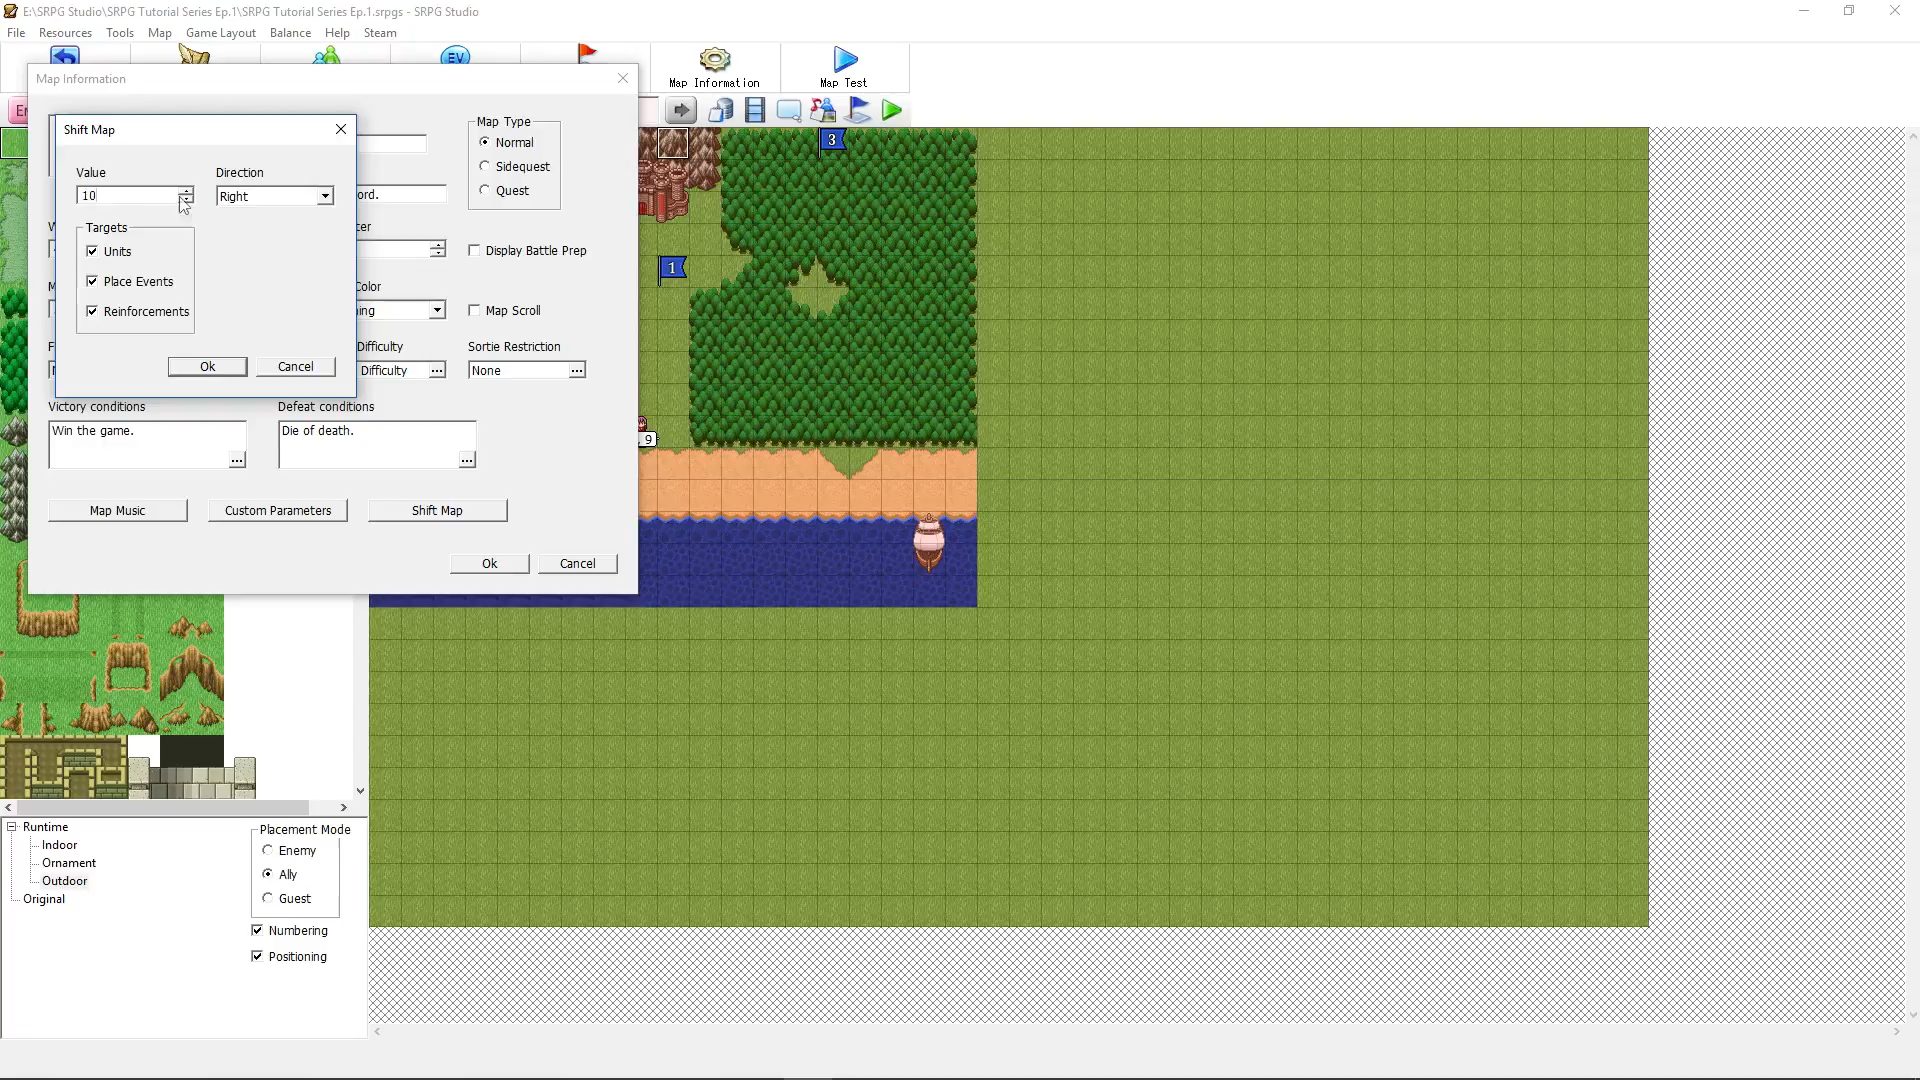 E:\SRPG Studio\SRPG Tutorial Series Ep.1\SRPG Tutorial Series Ep.1.srpgs - SRPG Studio
File Resources Tools Map Game Layout Balance Help Steam
EV
Map Information
Map Test
Map Information
En
Shift Map
Map Type
Normal
Sidequest
Quest
3
Value
Direction
10
Right
ord.
Targets
Units
Place Events
Reinforcements
ter
Display Battle Prep
1
Color
ing
Map Scroll
Difficulty
Sortie Restriction
Ok
Cancel
Difficulty
...
None
...
Victory conditions
Defeat conditions
Win the game.
...
Die of death.
...
, 9
Map Music
Custom Parameters
Shift Map
Ok
Cancel
Runtime
Indoor
Ornament
Outdoor
Original
Placement Mode
Enemy
Ally
Guest
Numbering
Positioning